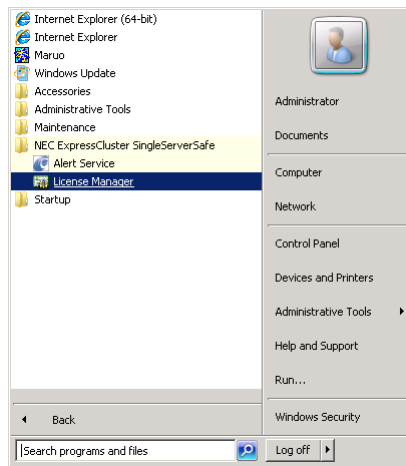 Internet Explorer (64-bit)
Internet Explorer
Maruo
Windows Update
Accessories
Administrative Tools
Maintenance
NEC ExpressCluster SingleServerSafe
Alert Service
License Manager
Startup
Back
Search programs and files
Administrator
Documents
Computer
Network
Control Panel
Devices and Printers
Administrative Tools
Help and Support
Run...
Windows Security
Log off